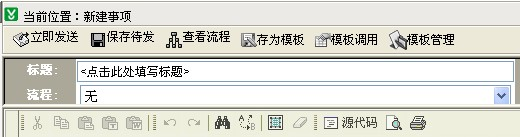 当前位置：新建事项
立即发送 保存待发 查看流程 存为模板 模板调用 模板管理
标题： <点击此处填写标题>
流程： 无
源代码